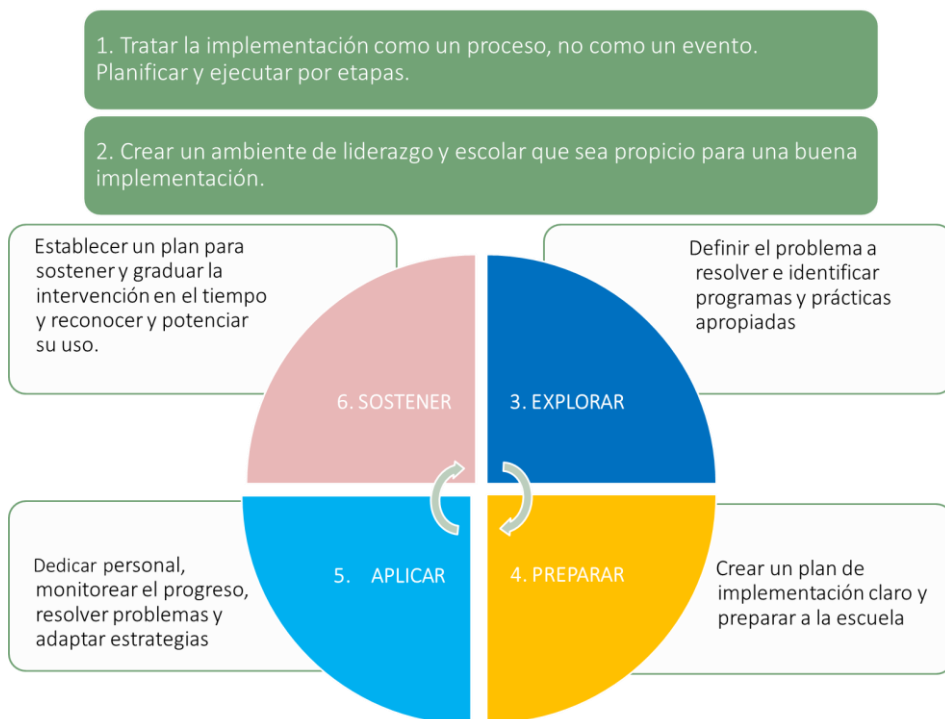 1. Tratar la implementación como un proceso, no como un evento.
Planificar y ejecutar por etapas.
2. Crear un ambiente de liderazgo y escolar que sea propicio para una buena
implementación.
Establecer un plan para
sostener y graduar la
intervención en el tiempo
y reconocer y potenciar
su uso.
Definir el problema a
resolver e identificar
programas y prácticas
apropiadas
6. SOSTENER
3. EXPLORAR
5. APLICAR
4. PREPARAR
Dedicar personal,
monitorear el progreso,
resolver problemas y
adaptar estrategias
Crear un plan de
implementación claro y
preparar a la escuela